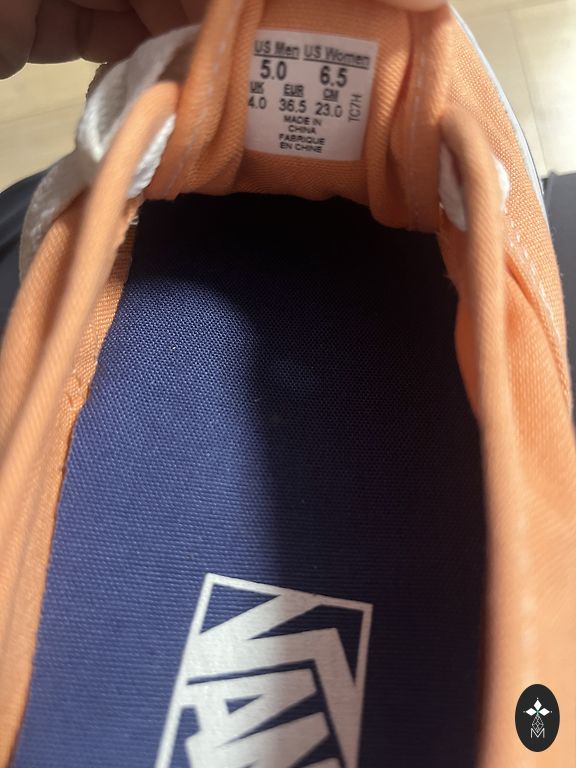 US Men US Women
5.0 6.5
UK EUR CM
4.0 36.5 23.0
MADE IN
CHINA
FABRIQUE
EN CHINE
TC7H
VAN
M